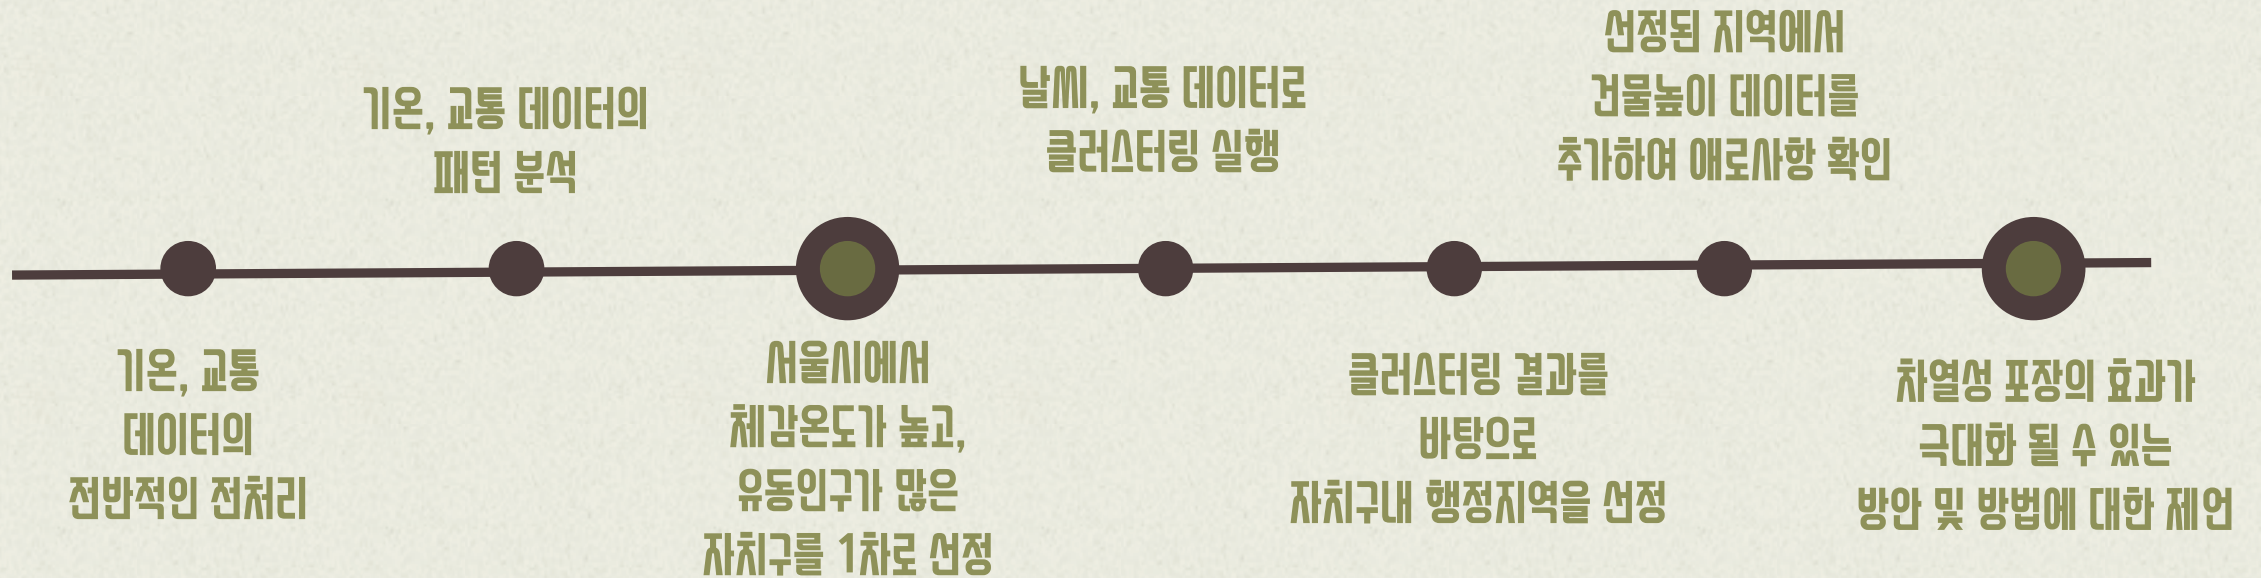 기온, 교통
데이터의
전반적인 전처리
기온, 교통 데이터의
패턴 분석
서울시에서
체감온도가 높고,
유동인구가 많은
자치구를 1차로 선정
날씨, 교통 데이터로
클러스터링 실행
클러스터링 결과를
바탕으로
자치구내 행정지역을 선정
선정된 지역에서
건물높이 데이터를
추가하여 애로사항 확인
차열성 포장의 효과가
극대화 될 수 있는
방안 및 방법에 대한 제언